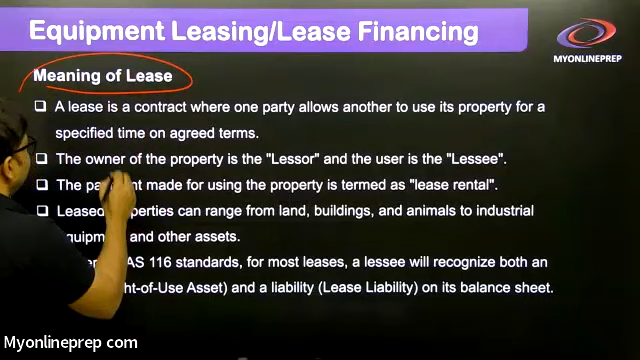 Equipment Leasing/Lease Financing
MYONLINEPREP
Meaning of Lease
A lease is a contract where one party allows another to use its property for a
specified time on agreed terms.
The owner of the property is the "Lessor" and the user is the "Lessee".
The made for using the property is termed as "lease rental".
Leased can range from land, buildings, and animals to industrial
and other assets.
AS 116 standards, for most leases, a lessee will recognize both an
ht-of-Use Asset) and a liability (Lease Liability) on its balance sheet.
Myonlineprep com